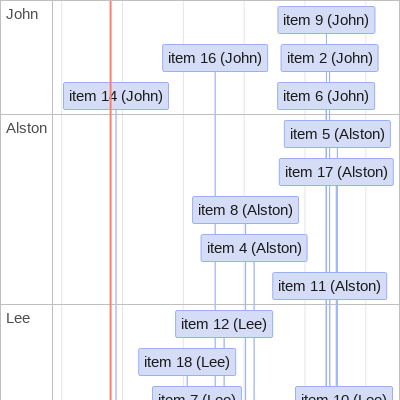 John
item 9 (John)
item 16 (John)
item 2 (John)
item 14 (John)
item 6 (John)
Alston
item 5 (Alston)
item 17 (Alston)
item 8 (Alston)
item 4 (Alston)
item 11 (Alston)
Lee
item 12 (Lee)
item 18 (Lee)
item 7 (Lee)
item 10 (Lee)